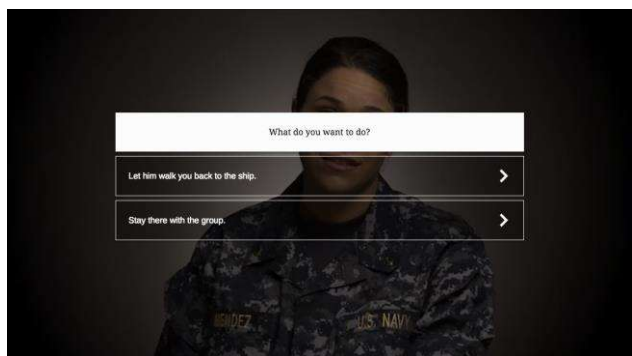 What do you want to do?
Let him walk you back to the ship.
Stay there with the group.
MENDEZ
U.S. NAVY